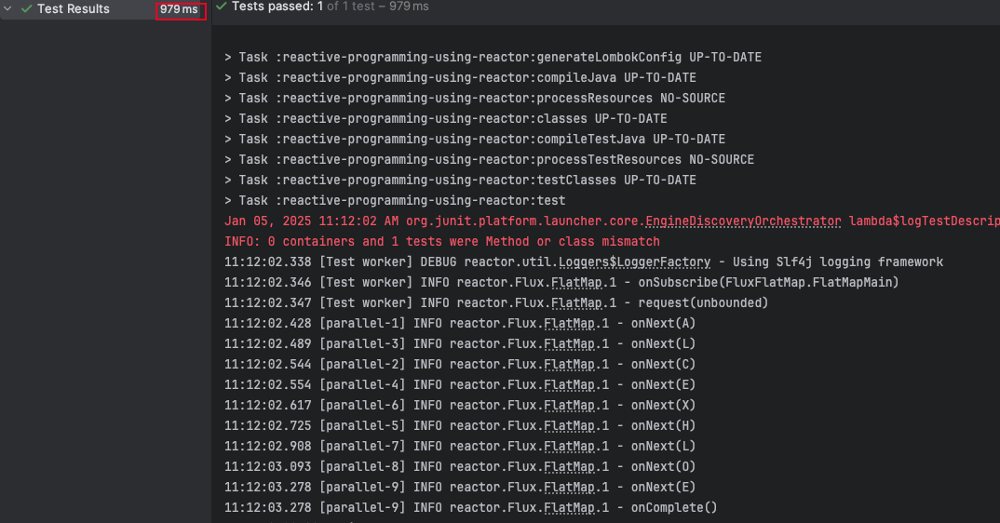 Test Results 979 ms
Tests passed: 1 of 1 test – 979 ms
> Task :reactive-programming-using-reactor:generateLombokConfig UP-TO-DATE
> Task :reactive-programming-using-reactor:compileJava UP-TO-DATE
> Task :reactive-programming-using-reactor:processResources NO-SOURCE
> Task :reactive-programming-using-reactor:classes UP-TO-DATE
> Task :reactive-programming-using-reactor:compileTestJava UP-TO-DATE
> Task :reactive-programming-using-reactor:processTestResources NO-SOURCE
> Task :reactive-programming-using-reactor:testClasses UP-TO-DATE
> Task :reactive-programming-using-reactor:test
Jan 05, 2025 11:12:02 AM org.junit.platform.launcher.core.EngineDiscoveryOrchestrator lambda$logTestDescrip
INFO: 0 containers and 1 tests were Method or class mismatch
11:12:02.338 [Test worker] DEBUG reactor.util.Loggers$LoggerFactory - Using Slf4j logging framework
11:12:02.346 [Test worker] INFO reactor.Flux.FlatMap.1 - onSubscribe(FluxFlatMap.FlatMapMain)
11:12:02.347 [Test worker] INFO reactor.Flux.FlatMap.1 - request(unbounded)
11:12:02.428 [parallel-1] INFO reactor.Flux.FlatMap.1 - onNext(A)
11:12:02.489 [parallel-3] INFO reactor.Flux.FlatMap.1 - onNext(L)
11:12:02.544 [parallel-2] INFO reactor.Flux.FlatMap.1 - onNext(C)
11:12:02.554 [parallel-4] INFO reactor.Flux.FlatMap.1 - onNext(E)
11:12:02.617 [parallel-6] INFO reactor.Flux.FlatMap.1 - onNext(X)
11:12:02.725 [parallel-5] INFO reactor.Flux.FlatMap.1 - onNext(H)
11:12:02.908 [parallel-7] INFO reactor.Flux.FlatMap.1 - onNext(L)
11:12:03.093 [parallel-8] INFO reactor.Flux.FlatMap.1 - onNext(O)
11:12:03.278 [parallel-9] INFO reactor.Flux.FlatMap.1 - onNext(E)
11:12:03.278 [parallel-9] INFO reactor.Flux.FlatMap.1 - onComplete()